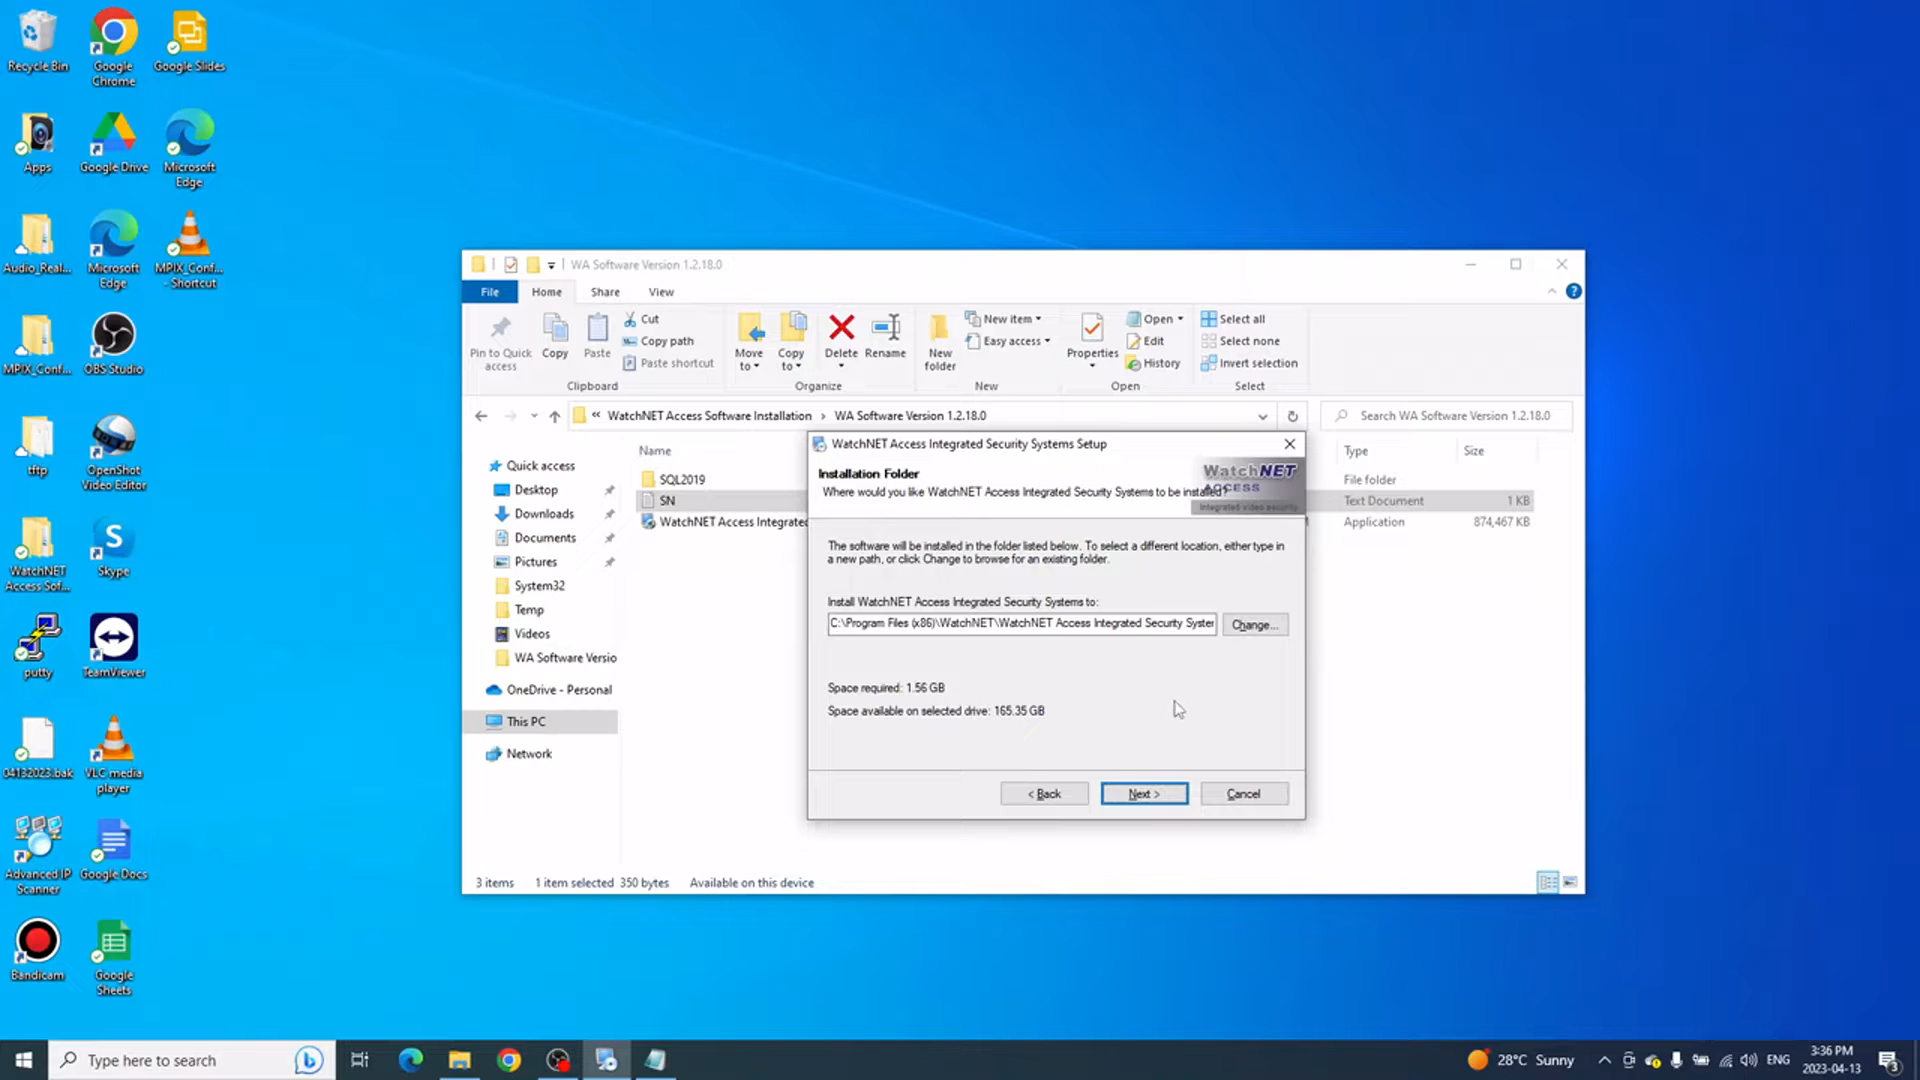 Recycle Bin
Google Chrome
Google Slides
Apps
Google Drive
Microsoft Edge
Audio_Real...
Microsoft Edge
MPIX_Conf... - Shortcut
MPIX_Conf...
OBS Studio
tftp
OpenShot Video Editor
WatchNET Access Sof...
Skype
putty
TeamViewer
04132023.bak
VLC media player
Advanced IP Scanner
Google Docs
Bandicam
Google Sheets
WA Software Version 1.2.18.0
File
Home
Share
View
Pin to Quick access
Copy
Paste
Cut
Copy path
Paste shortcut
Clipboard
Move to
Copy to
Delete
Rename
Organize
New folder
New item
Easy access
New
Properties
Open
Edit
History
Open
Select all
Select none
Invert selection
Select
« WatchNET Access Software Installation › WA Software Version 1.2.18.0
Search WA Software Version 1.2.18.0
Quick access
Desktop
Downloads
Documents
Pictures
System32
Temp
Videos
WA Software Versio
OneDrive - Personal
This PC
Network
Name
Type
Size
SQL2019
File folder
SN
Text Document
1 KB
WatchNET Access Integrated
Application
874,467 KB
WatchNET Access Integrated Security Systems Setup
Installation Folder
Where would you like WatchNET Access Integrated Security Systems to be installed?
WatchNET
ACCESS
Integrated video security
The software will be installed in the folder listed below. To select a different location, either type in
a new path, or click Change to browse for an existing folder.
Install WatchNET Access Integrated Security Systems to:
C:\Program Files (x86)\WatchNET\WatchNET Access Integrated Security System
Change...
Space required: 1.56 GB
Space available on selected drive: 165.35 GB
< Back
Next >
Cancel
3 items
1 item selected 350 bytes
Available on this device
Type here to search
28°C Sunny
ENG
3:36 PM
2023-04-13
3